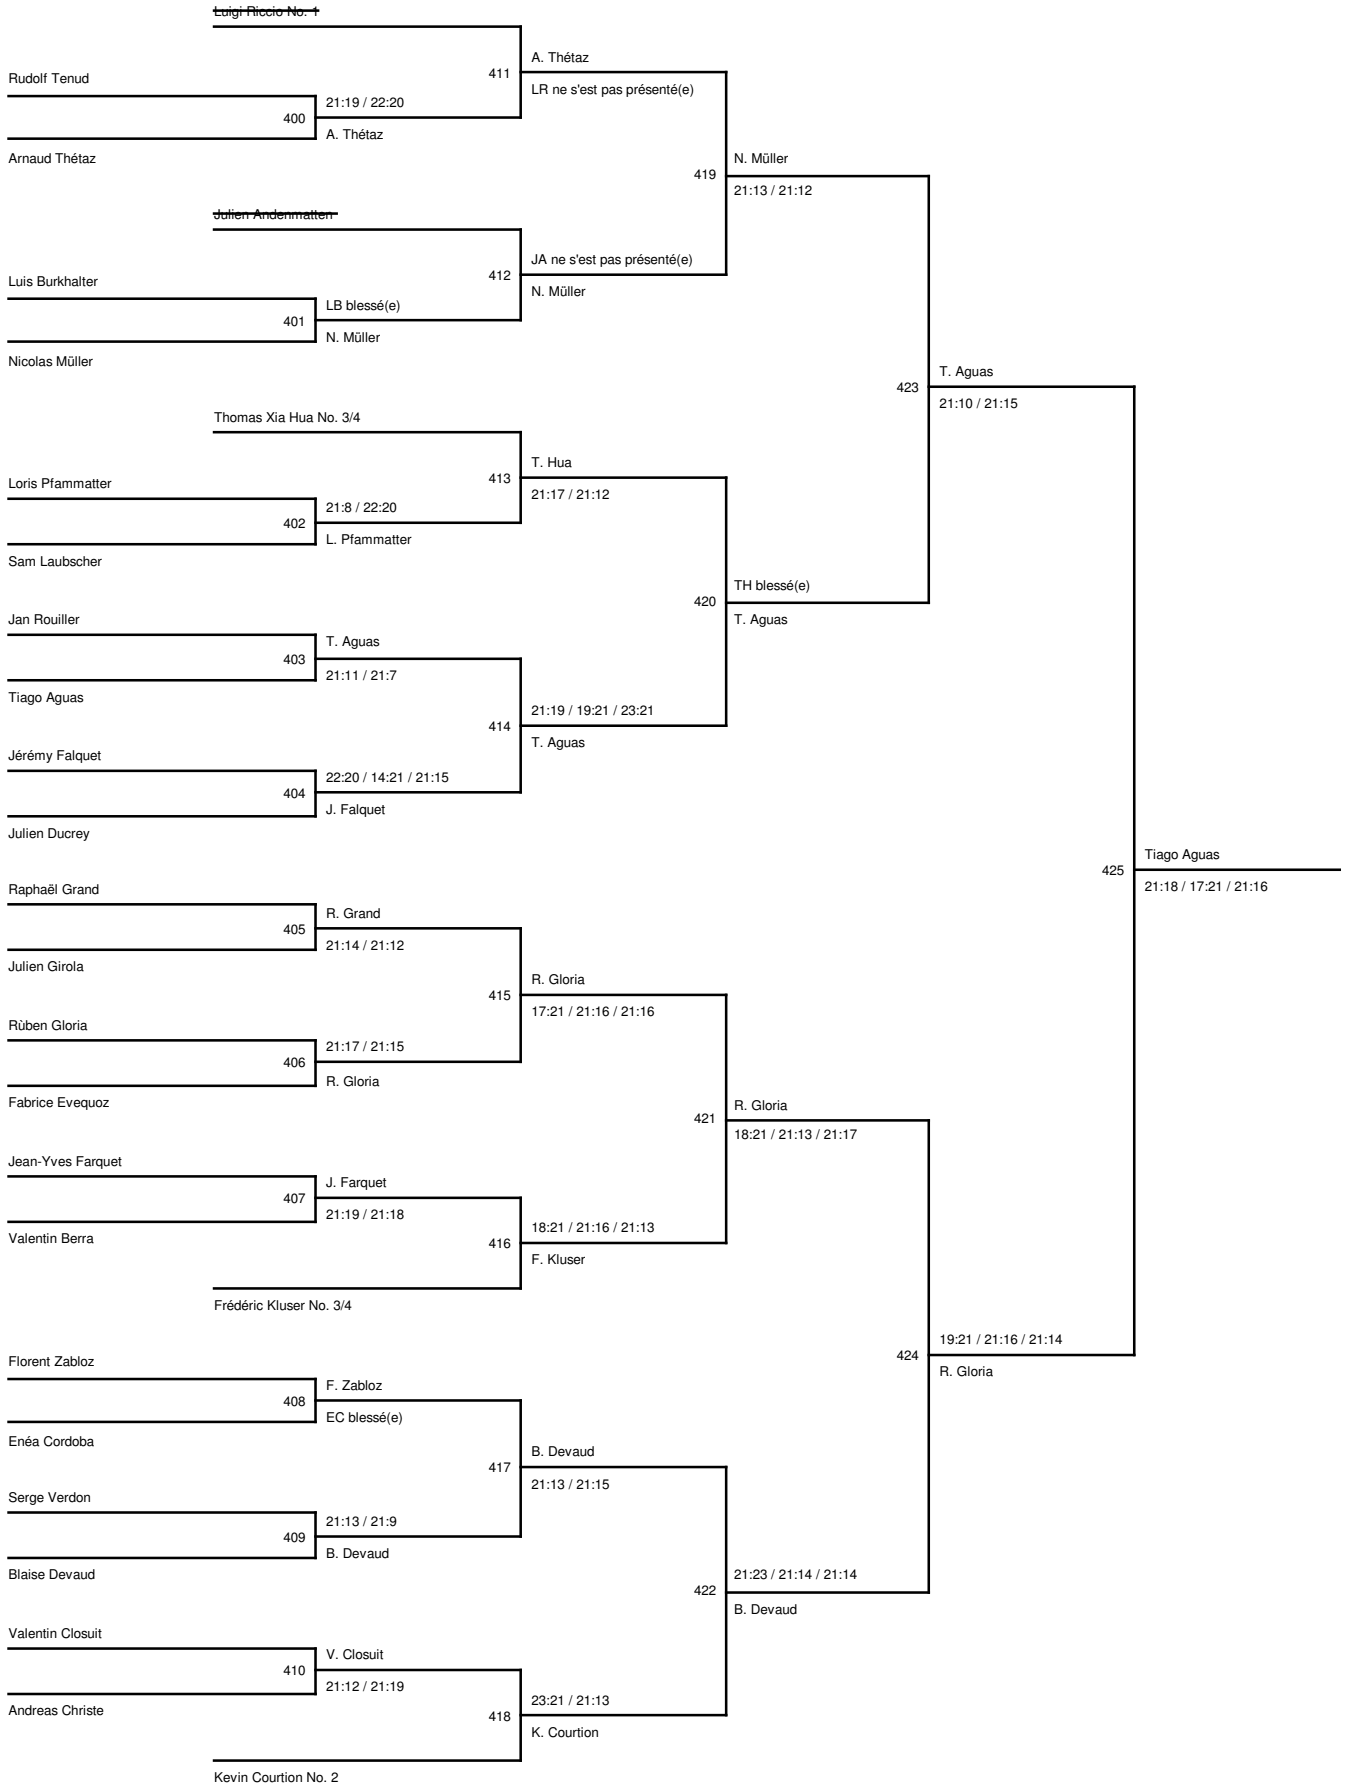 Luigi Riccio No. 1
A. Thétaz
411
Rudolf Tenud
LR ne s'est pas présenté(e)
21:19 / 22:20
400
A. Thétaz
Arnaud Thétaz
N. Müller
419
21:13 / 21:12
Julien Andenmatten
JA ne s'est pas présenté(e)
412
Luis Burkhalter
N. Müller
LB blessé(e)
401
N. Müller
Nicolas Müller
T. Aguas
423
21:10 / 21:15
Thomas Xia Hua No. 3/4
T. Hua
413
Loris Pfammatter
21:17 / 21:12
21:8 / 22:20
402
L. Pfammatter
Sam Laubscher
TH blessé(e)
420
T. Aguas
Jan Rouiller
T. Aguas
403
21:11 / 21:7
Tiago Aguas
21:19 / 19:21 / 23:21
414
T. Aguas
Jérémy Falquet
22:20 / 14:21 / 21:15
404
J. Falquet
Julien Ducrey
Tiago Aguas
425
21:18 / 17:21 / 21:16
Raphaël Grand
R. Grand
405
21:14 / 21:12
Julien Girola
R. Gloria
415
17:21 / 21:16 / 21:16
Rùben Gloria
21:17 / 21:15
406
R. Gloria
Fabrice Evequoz
R. Gloria
421
18:21 / 21:13 / 21:17
Jean-Yves Farquet
J. Farquet
407
21:19 / 21:18
Valentin Berra
18:21 / 21:16 / 21:13
416
F. Kluser
Frédéric Kluser No. 3/4
19:21 / 21:16 / 21:14
424
R. Gloria
Florent Zabloz
F. Zabloz
408
EC blessé(e)
Enéa Cordoba
B. Devaud
417
21:13 / 21:15
Serge Verdon
21:13 / 21:9
409
B. Devaud
Blaise Devaud
21:23 / 21:14 / 21:14
422
B. Devaud
Valentin Closuit
V. Closuit
410
21:12 / 21:19
Andreas Christe
23:21 / 21:13
418
K. Courtion
Kevin Courtion No. 2